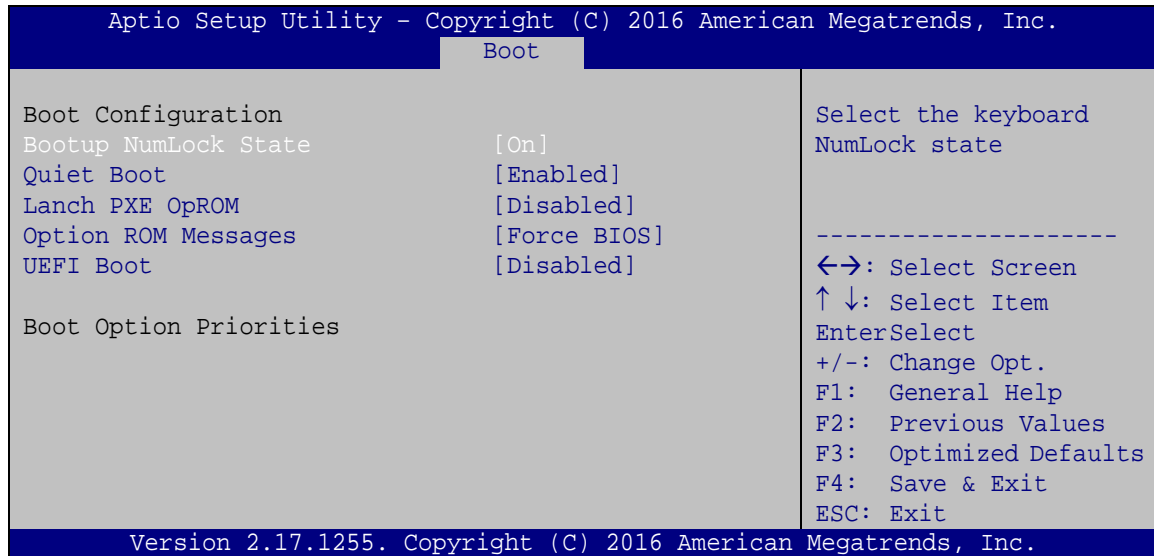 Aptio Setup Utility – Copyright (C) 2016 American Megatrends, Inc.
Boot
Boot Configuration
Bootup NumLock State [On]
Quiet Boot [Enabled]
Lanch PXE OpROM [Disabled]
Option ROM Messages [Force BIOS]
UEFI Boot [Disabled]
Boot Option Priorities
Select the keyboard
NumLock state
---------------------
←→: Select Screen
↑ ↓: Select Item
EnterSelect
+/-: Change Opt.
F1: General Help
F2: Previous Values
F3: Optimized Defaults
F4: Save & Exit
ESC: Exit
Version 2.17.1255. Copyright (C) 2016 American Megatrends, Inc.